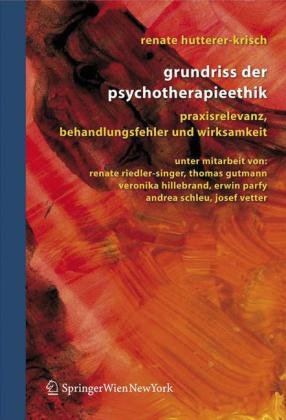 renate hutterer-krisch
grundriss der
psychotherapieethik
praxisrelevanz,
behandlungsfehler und wirksamkeit
unter mitarbeit von:
renate riedler-singer, thomas gutmann
veronika hillebrand, erwin parfy
andrea schleu, josef vetter
SpringerWienNewYork